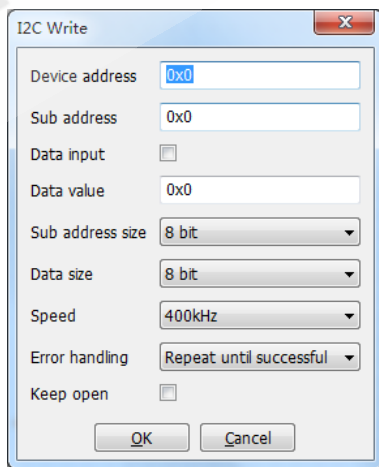 I2C Write
Device address 0x0
Sub address 0x0
Data input
Data value 0x0
Sub address size 8 bit
Data size 8 bit
Speed 400kHz
Error handling Repeat until successful
Keep open
OK Cancel